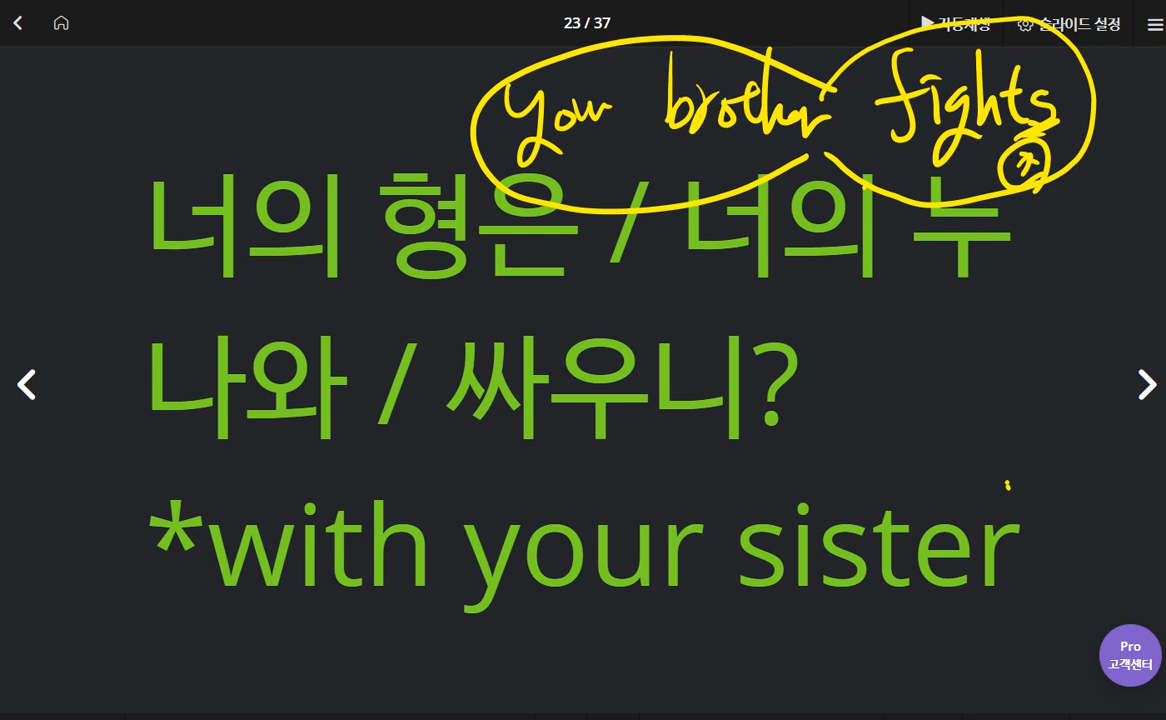 23 / 37
자동재생
슬라이드 설정
your brother fights
너의 형은 / 너의 누
나와 / 싸우니?
*with your sister
Pro
고객센터